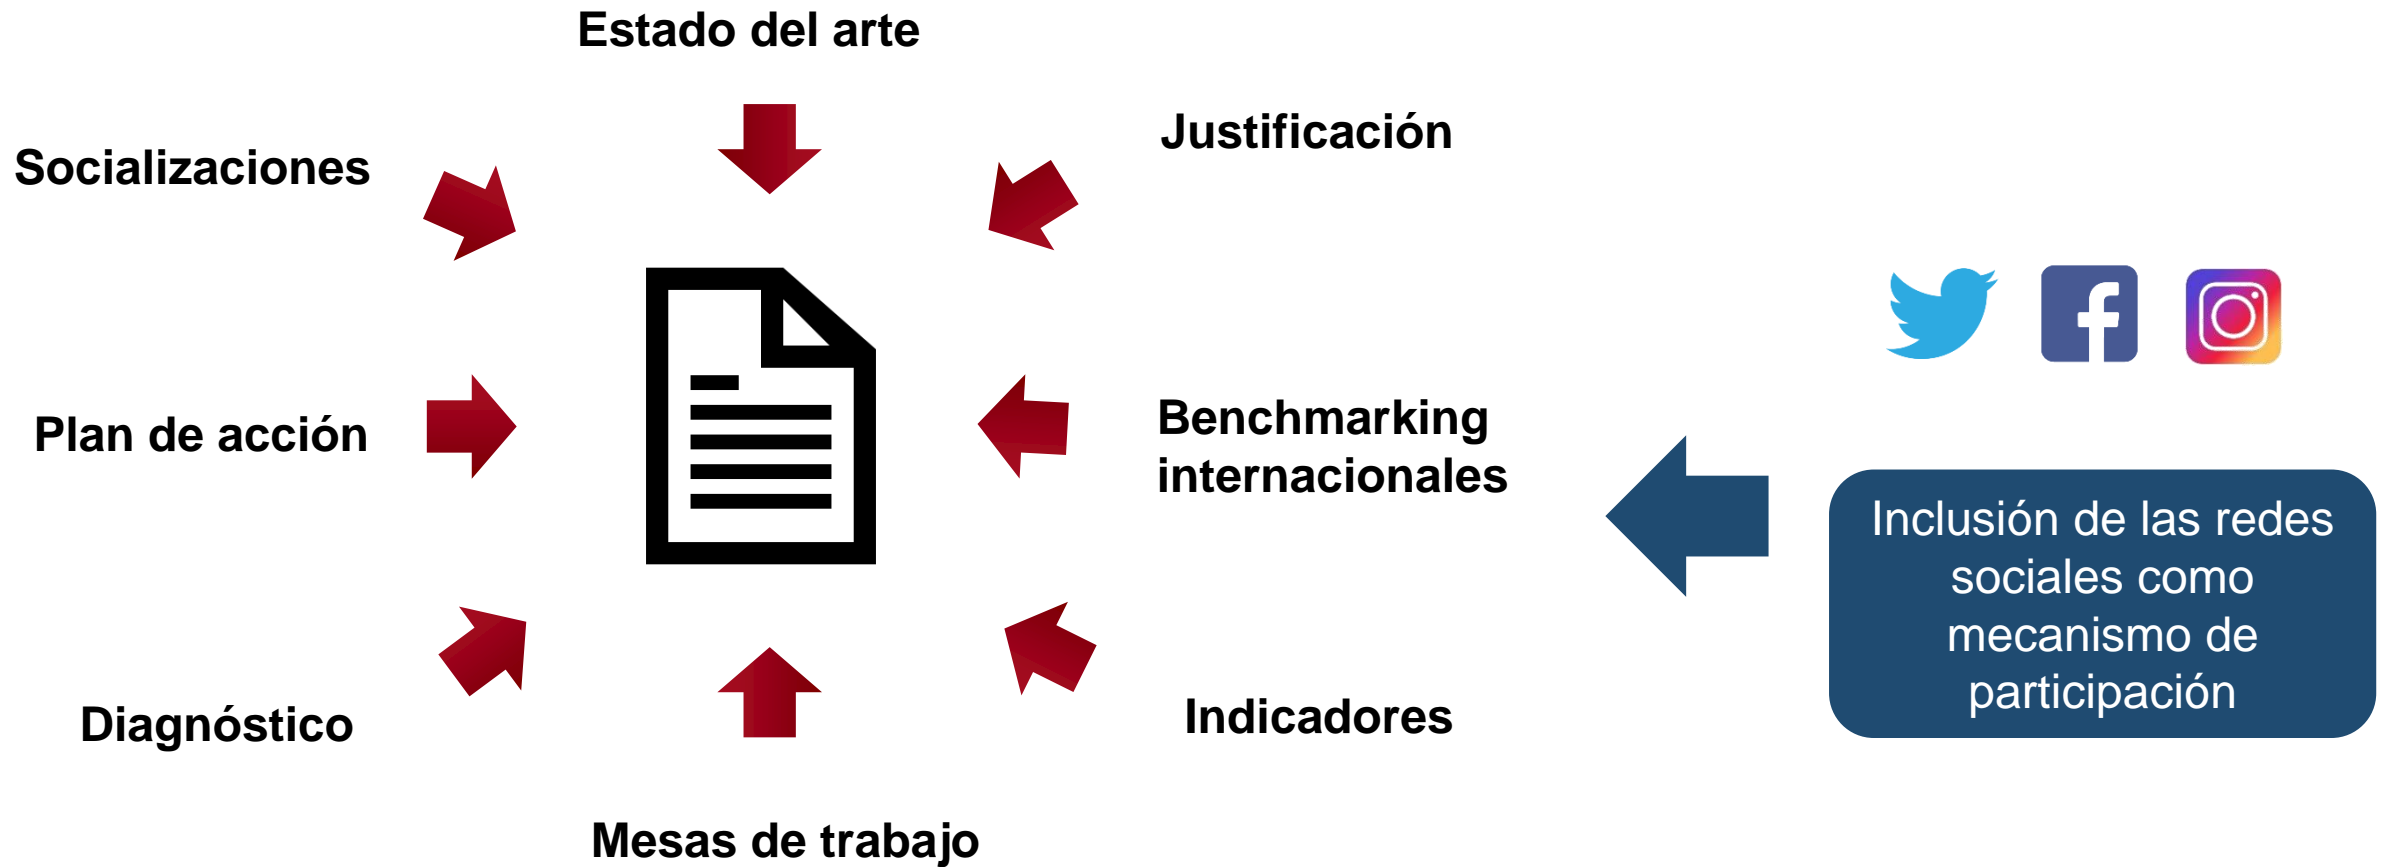 Estado del arte
Justificación
Socializaciones
Benchmarking
internacionales
Plan de acción
Inclusión de las redes
sociales como
mecanismo de
participación
Diagnóstico
Indicadores
Mesas de trabajo